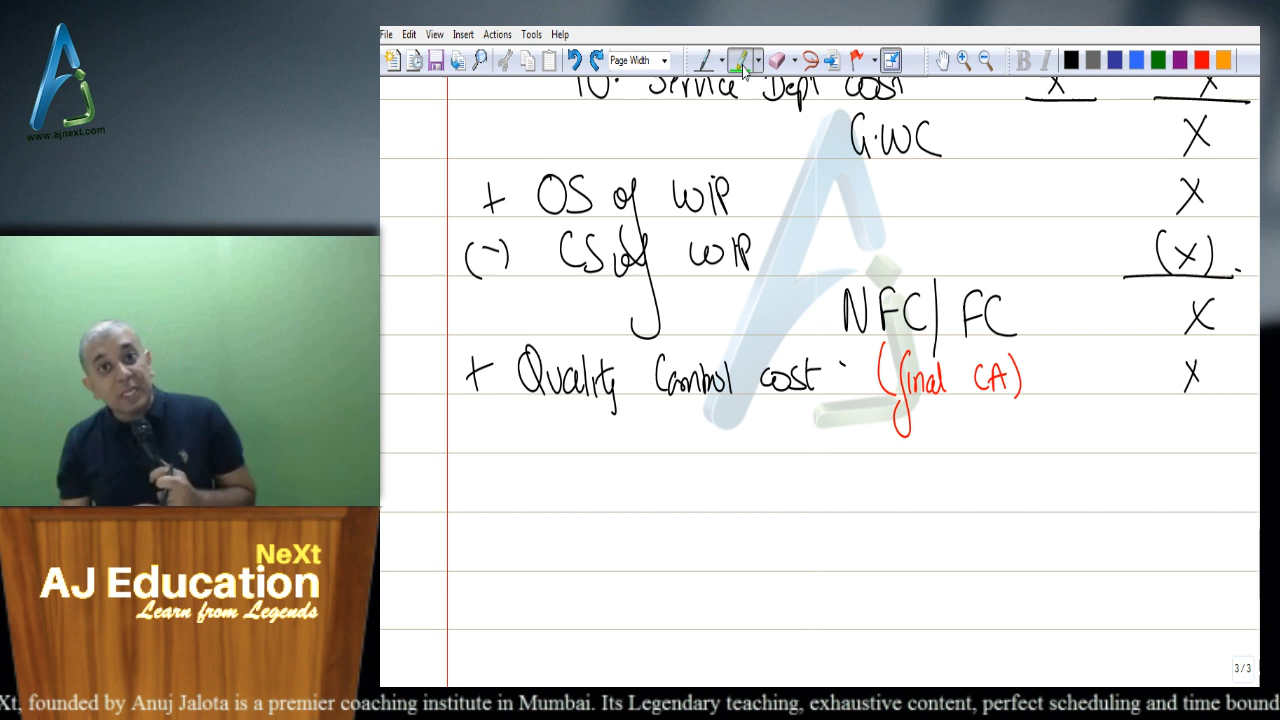 www.ajnext.com
File Edit View Insert Actions Tools Help
Page Width
B I
10. Service Dept cost X X
G.WC X
+ OS of WIP X
(-) CS of WIP (X)
NFC | FC X
+ Quality Control cost (final CA) X
3/3
NeXt
AJ Education
Learn from Legends
Xt, founded by Anuj Jalota is a premier coaching institute in Mumbai. Its Legendary teaching, exhaustive content, perfect scheduling and time bound